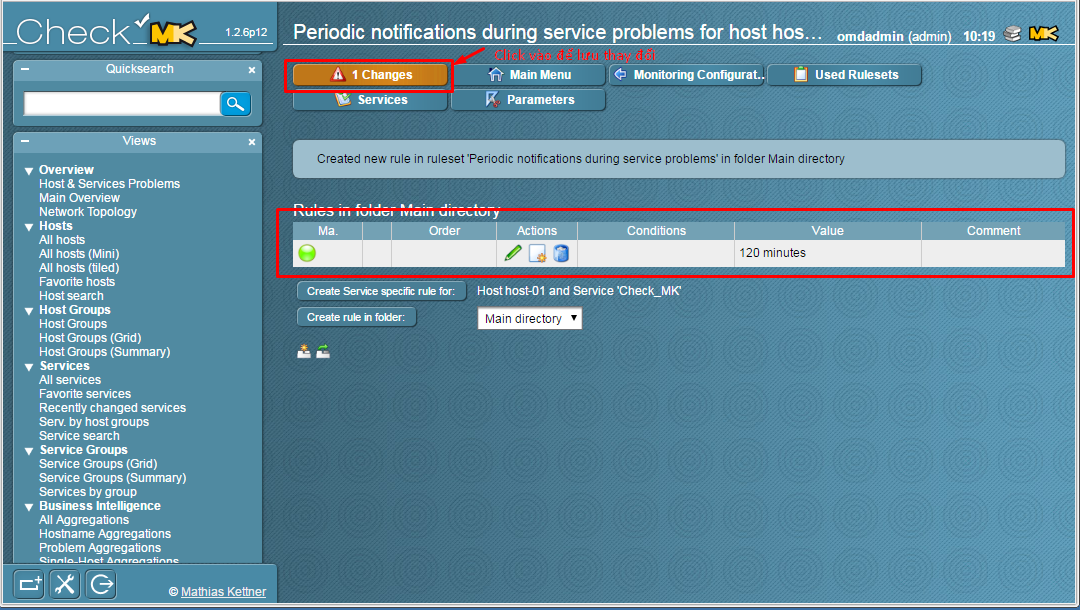 Check MK 1.2.6p12
Quicksearch
Views
Overview
Host & Services Problems
Main Overview
Network Topology
Hosts
All hosts
All hosts (Mini)
All hosts (tiled)
Favorite hosts
Host search
Host Groups
Host Groups
Host Groups (Grid)
Host Groups (Summary)
Services
All services
Favorite services
Recently changed services
Serv. by host groups
Service search
Service Groups
Service Groups (Grid)
Service Groups (Summary)
Services by group
Business Intelligence
All Aggregations
Hostname Aggregations
Problem Aggregations
Single-Host Aggregations
© Mathias Kettner
Periodic notifications during service problems for host hos... omdadmin (admin) 10:19 MK
Click vào để lưu thay đổi
1 Changes Main Menu Monitoring Configurat.. Used Rulesets
Services Parameters
Created new rule in ruleset 'Periodic notifications during service problems' in folder Main directory
Rules in folder Main directory
Ma. Order Actions Conditions Value Comment
120 minutes
Create Service specific rule for: Host host-01 and Service 'Check_MK'
Create rule in folder: Main directory